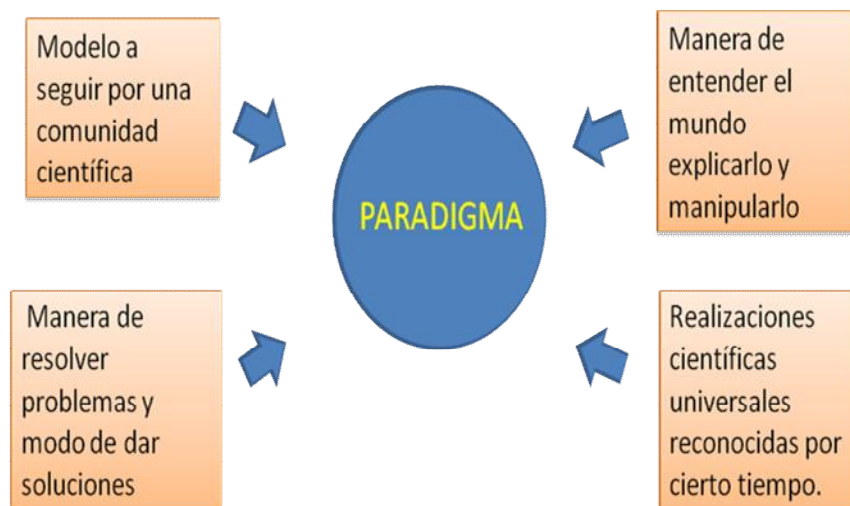 Modelo a
seguir por una
comunidad
científica
Manera de
entender el
mundo
explicarlo y
manipularlo
PARADIGMA
Manera de
resolver
problemas y
modo de dar
soluciones
Realizaciones
científicas
universales
reconocidas por
cierto tiempo.